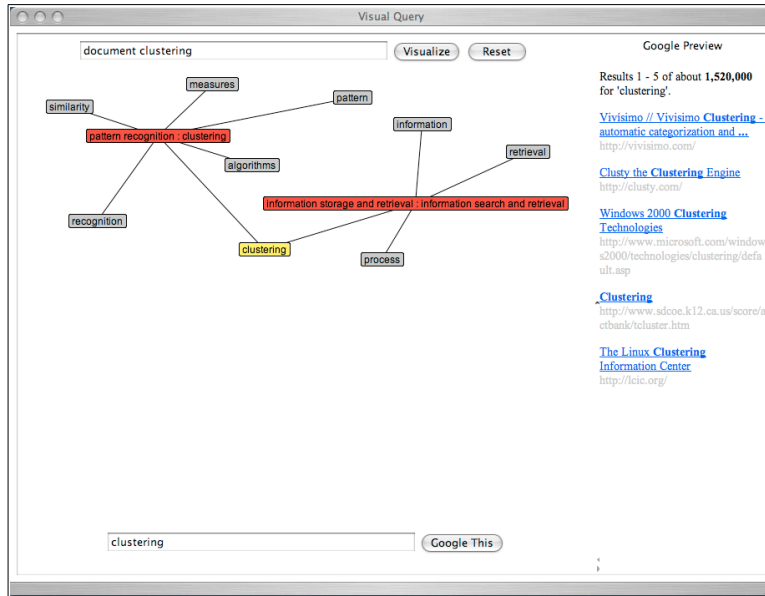 Visual Query
document clustering
Visualize
Reset
measures
pattern
similarity
information
pattern recognition : clustering
retrieval
algorithms
information storage and retrieval : information search and retrieval
recognition
clustering
process
clustering
Google This
Google Preview
Results 1 - 5 of about 1,520,000
for 'clustering'.
Vivisimo // Vivisimo Clustering -
automatic categorization and ...
http://vivisimo.com/
Clusty the Clustering Engine
http://clusty.com/
Windows 2000 Clustering
Technologies
http://www.microsoft.com/window
s2000/technologies/clustering/defa
ult.asp
Clustering
http://www.sdcoe.k12.ca.us/score/a
ctbank/tcluster.htm
The Linux Clustering
Information Center
http://lcic.org/